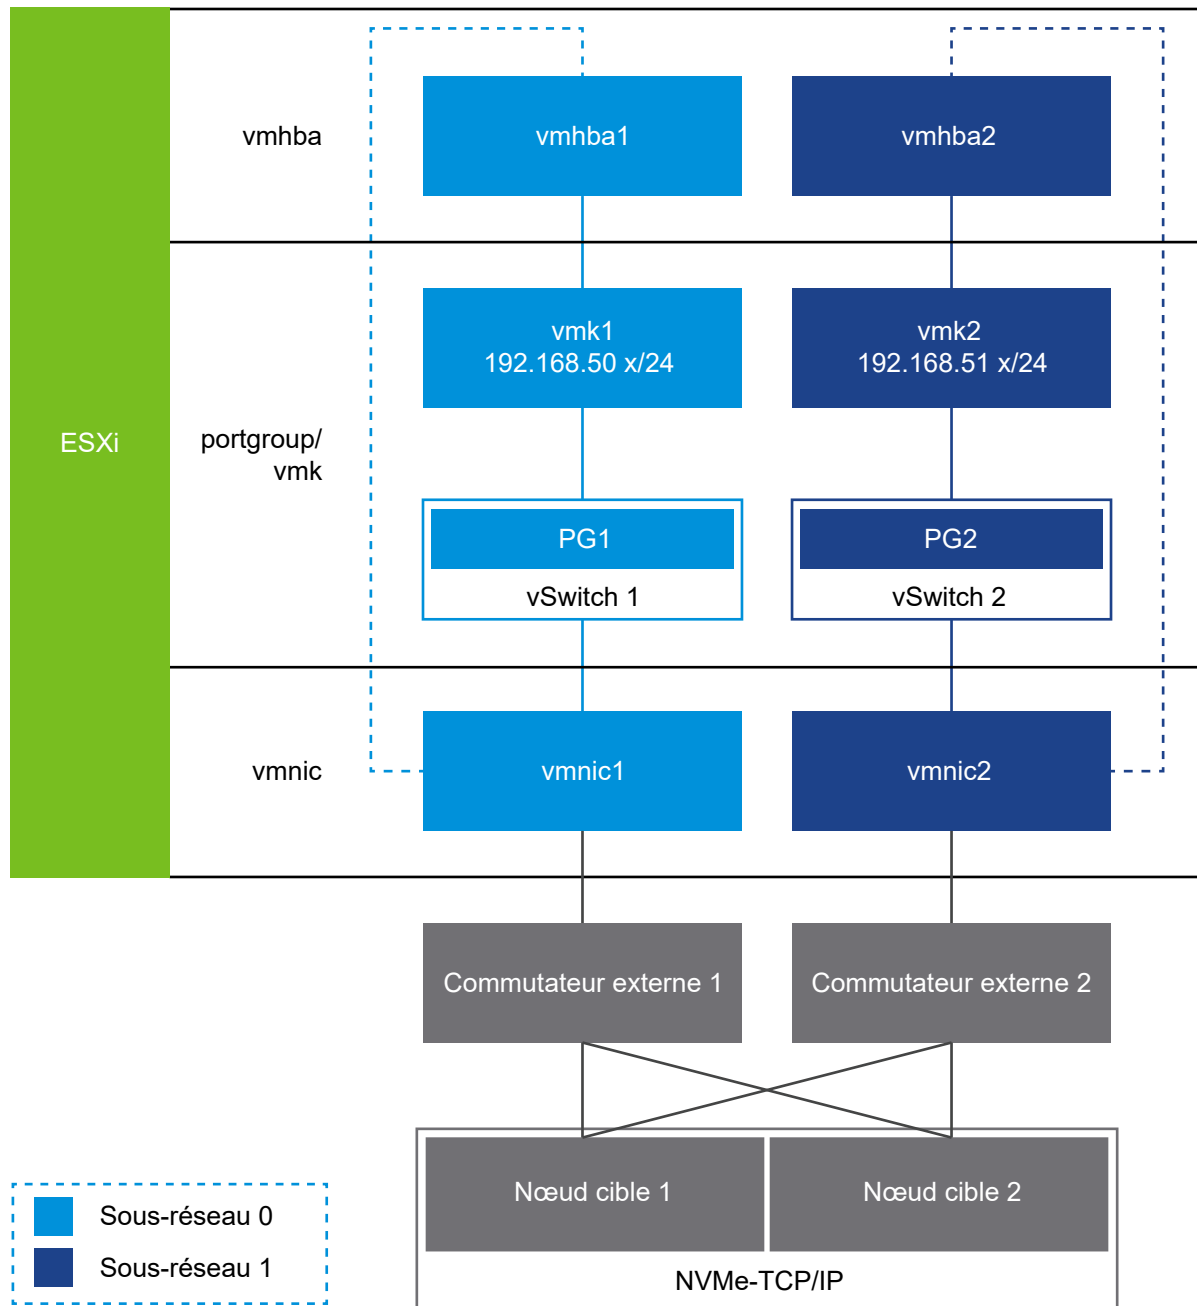 ESXi
vmhba
vmhba1
vmhba2
portgroup/
vmk
vmk1
192.168.50 x/24
vmk2
192.168.51 x/24
PG1
vSwitch 1
PG2
vSwitch 2
vmnic
vmnic1
vmnic2
Commutateur externe 1
Commutateur externe 2
Nœud cible 1
Nœud cible 2
NVMe-TCP/IP
Sous-réseau 0
Sous-réseau 1